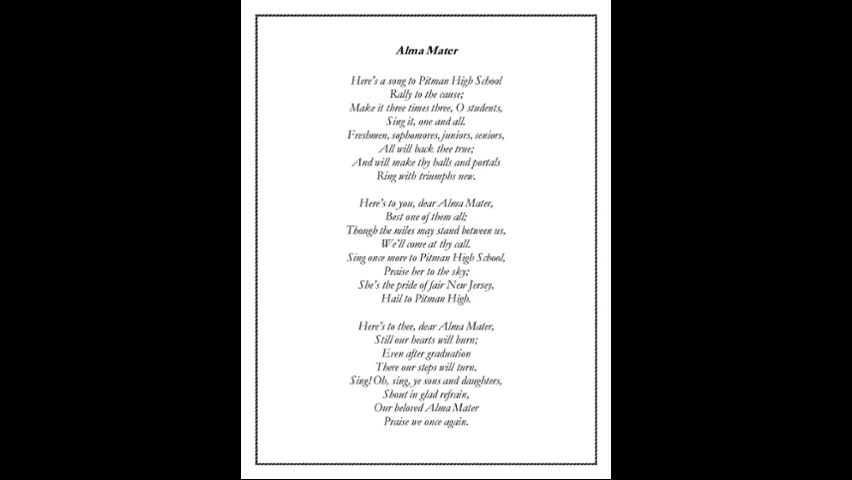 Alma Mater
Here's a song to Pitman High School
Rally to the cause;
Make it three times three, O students,
Sing it, one and all.
Freshmen, sophomores, juniors, seniors,
All will back thee true;
And will make thy halls and portals
Ring with triumphs new.
Here's to you, dear Alma Mater,
Best one of them all;
Though the miles may stand between us,
We'll come at thy call.
Sing once more to Pitman High School,
Praise her to the sky;
She's the pride of fair New Jersey,
Hail to Pitman High.
Here's to thee, dear Alma Mater,
Still our hearts will burn;
Even after graduation
There our steps will turn.
Sing! Oh, sing, ye sons and daughters,
Shout in glad refrain,
Our beloved Alma Mater
Praise we once again.